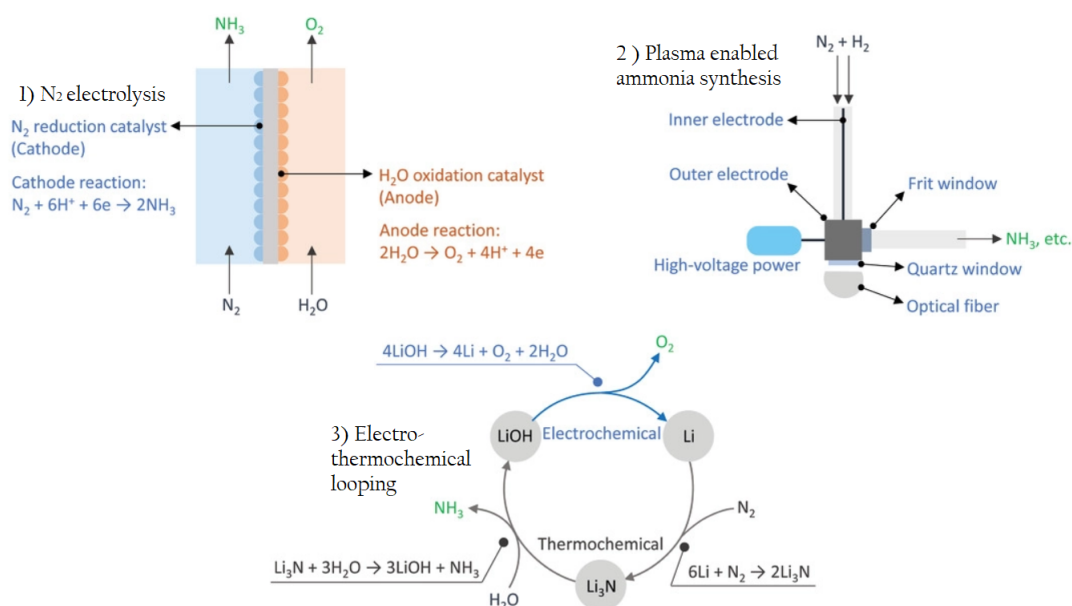 NH₃
O₂
1) N₂ electrolysis
N₂ reduction catalyst
(Cathode)
Cathode reaction:
N₂ + 6H⁺ + 6e → 2NH₃
H₂O oxidation catalyst
(Anode)
Anode reaction:
2H₂O → O₂ + 4H⁺ + 4e
N₂
H₂O
2 ) Plasma enabled
ammonia synthesis
N₂ + H₂
Inner electrode
Outer electrode
Frit window
NH₃, etc.
High-voltage power
Quartz window
Optical fiber
3) Electro-
thermochemical
looping
4LiOH → 4Li + O₂ + 2H₂O
O₂
LiOH
Electrochemical
Li
NH₃
N₂
Thermochemical
Li₃N + 3H₂O → 3LiOH + NH₃
6Li + N₂ → 2Li₃N
Li₃N
H₂O